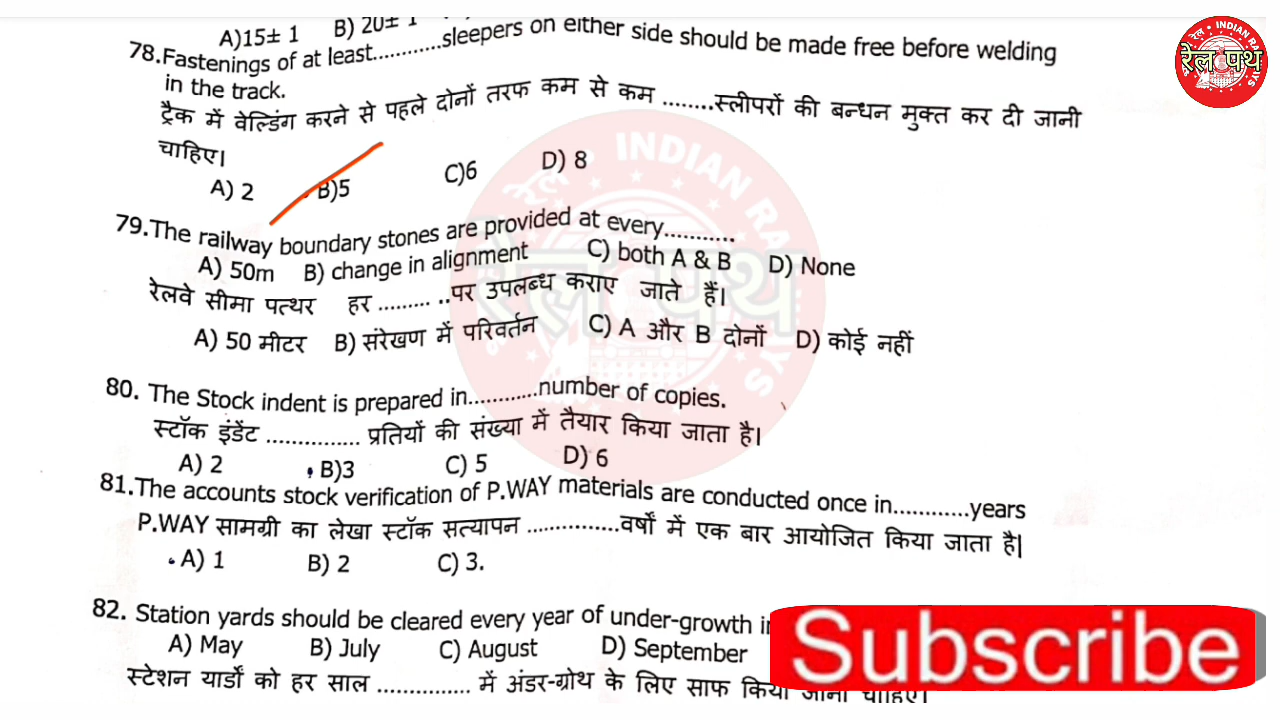 A)15± 1 B) 20± 1
78.Fastenings of at least...........sleepers on either side should be made free before welding
in the track.
ट्रैक में वेल्डिंग करने से पहले दोनों तरफ कम से कम ........स्लीपरों की बन्धन मुक्त कर दी जानी
चाहिए।
A) 2 B)5 C)6 D) 8
79.The railway boundary stones are provided at every...........
A) 50m B) change in alignment C) both A & B D) None
रेलवे सीमा पत्थर हर ......... ..पर उपलब्ध कराए जाते हैं।
A) 50 मीटर B) संरेखण में परिवर्तन C) A और B दोनों D) कोई नहीं
80. The Stock indent is prepared in...........number of copies.
स्टॉक इंडेंट ............... प्रतियों की संख्या में तैयार किया जाता है।
A) 2 B)3 C) 5 D) 6
81.The accounts stock verification of P.WAY materials are conducted once in............years
P.WAY सामग्री का लेखा स्टॉक सत्यापन ...............वर्षों में एक बार आयोजित किया जाता है|
A) 1 B) 2 C) 3.
82. Station yards should be cleared every year of under-growth
A) May B) July C) August D) September
स्टेशन यार्डों को हर साल ............... में अंडर-ग्रोथ के लिए साफ किया जाना चाहिए।
Subscribe
INDIAN RAILWAYS
रेल पथ
रेल • INDIAN RAILWAYS
रेल पथ